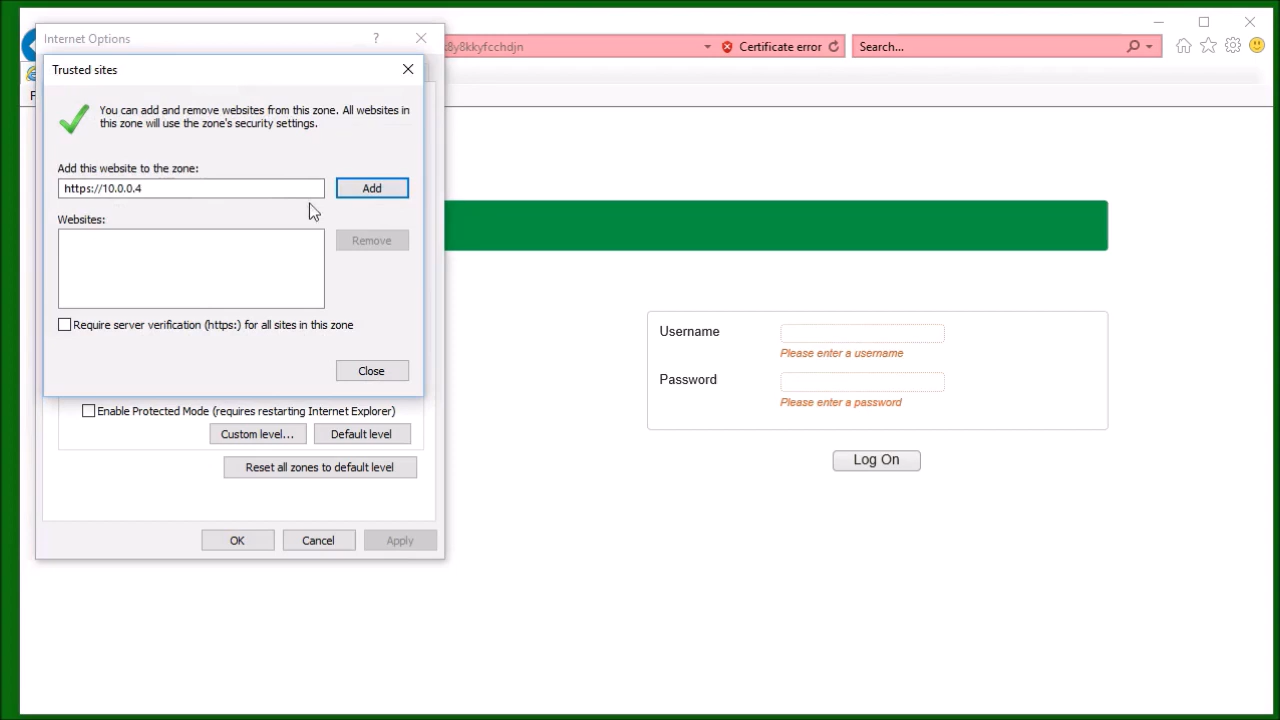 Internet Options
?
8y8kkyfcchdjn
Certificate error
Search...
Trusted sites
You can add and remove websites from this zone. All websites in
this zone will use the zone's security settings.
Add this website to the zone:
https://10.0.0.4
Add
Websites:
Remove
Require server verification (https:) for all sites in this zone
Close
Enable Protected Mode (requires restarting Internet Explorer)
Custom level...
Default level
Reset all zones to default level
OK
Cancel
Apply
Username
Please enter a username
Password
Please enter a password
Log On